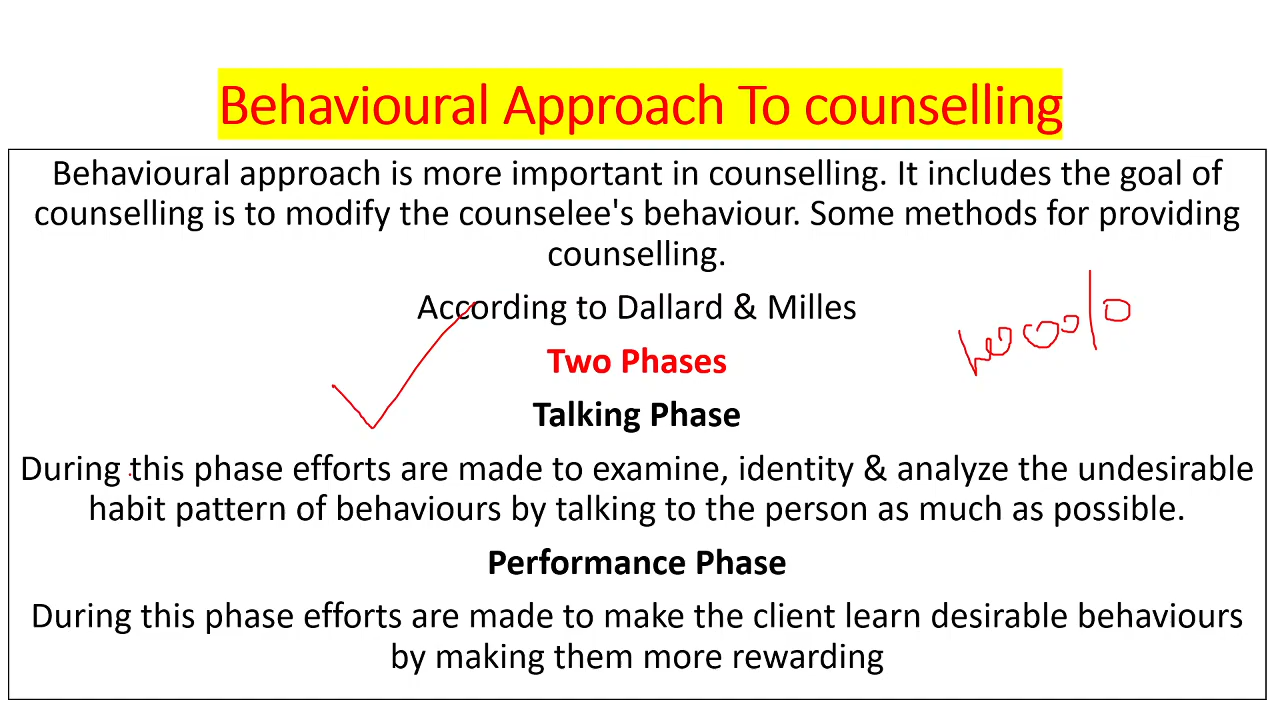 Behavioural Approach To counselling
Behavioural approach is more important in counselling. It includes the goal of
counselling is to modify the counselee's behaviour. Some methods for providing
counselling.
According to Dallard & Milles
Two Phases
Talking Phase
During this phase efforts are made to examine, identity & analyze the undesirable
habit pattern of behaviours by talking to the person as much as possible.
Performance Phase
During this phase efforts are made to make the client learn desirable behaviours
by making them more rewarding